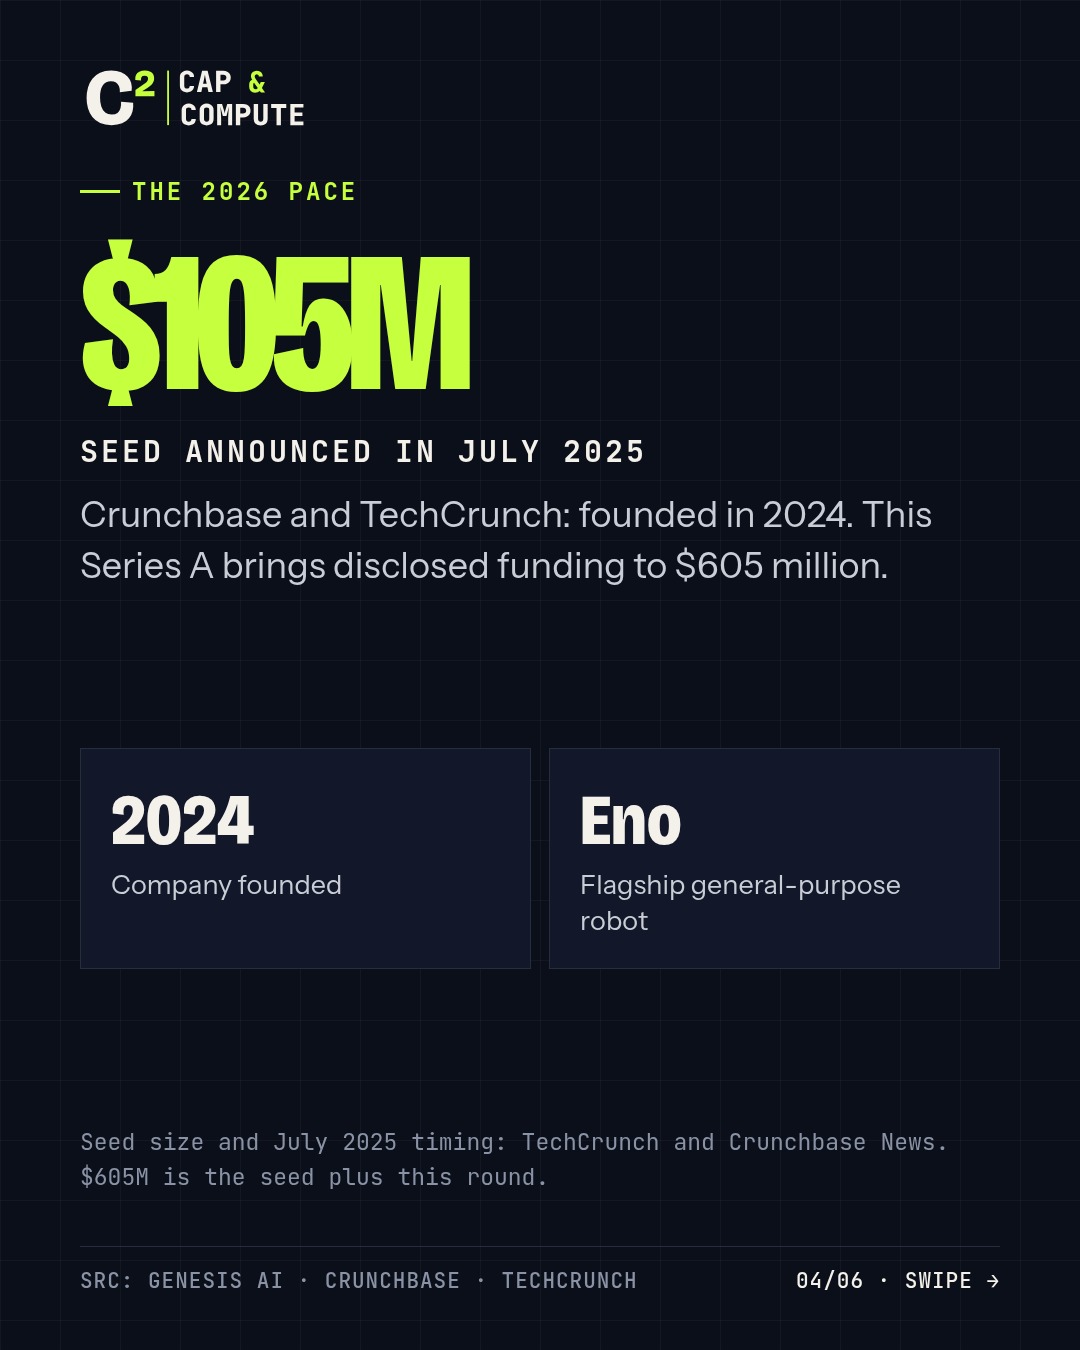 C²
CAP &
COMPUTE
THE 2026 PACE
$105M
SEED ANNOUNCED IN JULY 2025
Crunchbase and TechCrunch: founded in 2024. This
Series A brings disclosed funding to $605 million.
2024
Company founded
Eno
Flagship general-purpose
robot
Seed size and July 2025 timing: TechCrunch and Crunchbase News.
$605M is the seed plus this round.
SRC: GENESIS AI · CRUNCHBASE · TECHCRUNCH
04/06 · SWIPE →